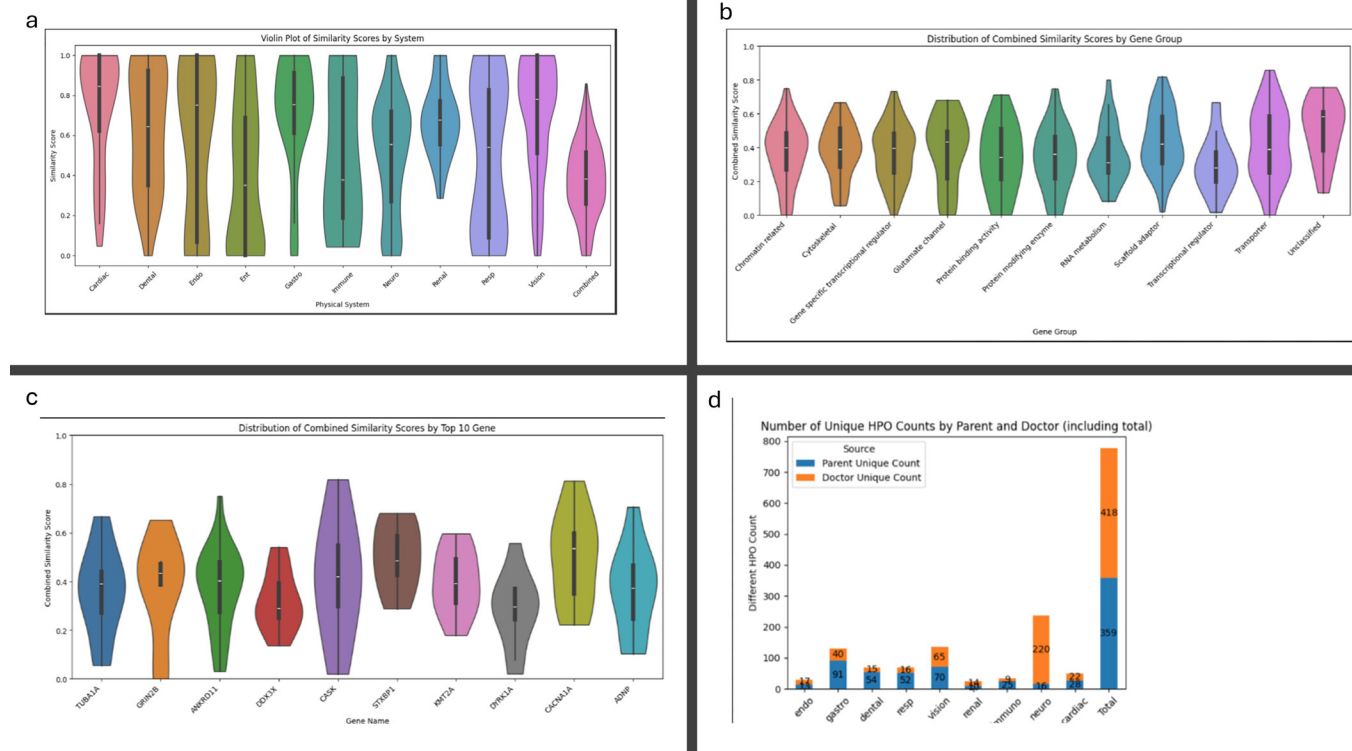 a
Violin Plot of Similarity Scores by System
Similarity Score
1.0
0.8
0.6
0.4
0.2
0.0
Cardiac
Dental
Endo
Ent
Gastro
Immune
Neuro
Renal
Resp
Vision
Combined
Physical System
b
Distribution of Combined Similarity Scores by Gene Group
Combined Similarity Score
1.0
0.8
0.6
0.4
0.2
0.0
Chromatin related
Cytoskeletal
Gene specific transcriptional regulator
Glutamate channel
Protein binding activity
Protein modifying enzyme
RNA metabolism
Scaffold adaptor
Transcriptional regulator
Transporter
Unclassified
Gene Group
c
Distribution of Combined Similarity Scores by Top 10 Gene
Combined Similarity Score
1.0
0.8
0.6
0.4
0.2
0.0
TUBA1A
GRIN2B
ANKRD11
DDX3X
CASK
STXBP1
KMT2A
DYRK1A
CACNA1A
ADNP
Gene Name
d
Number of Unique HPO Counts by Parent and Doctor (including total)
Source
Parent Unique Count
Doctor Unique Count
Different HPO Count
800
700
600
500
400
300
200
100
0
17
40
91
15
54
16
52
65
70
14
9
25
220
16
22
28
418
359
endo
gastro
dental
resp
vision
renal
mmuno
neuro
cardiac
Total